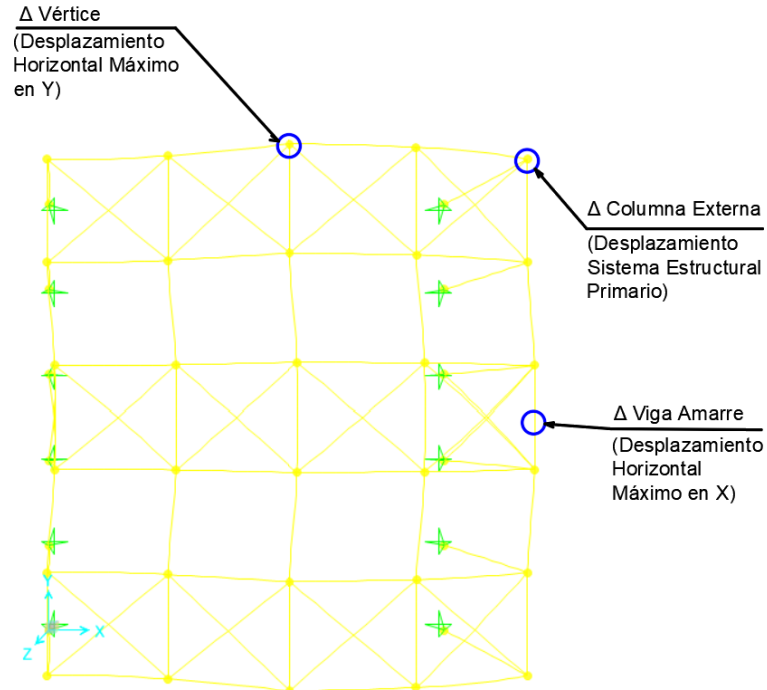 Δ Vértice
(Desplazamiento
Horizontal Máximo
en Y)
Δ Columna Externa
(Desplazamiento
Sistema Estructural
Primario)
Δ Viga Amarre
(Desplazamiento
Horizontal
Máximo en X)
Y
X
Z